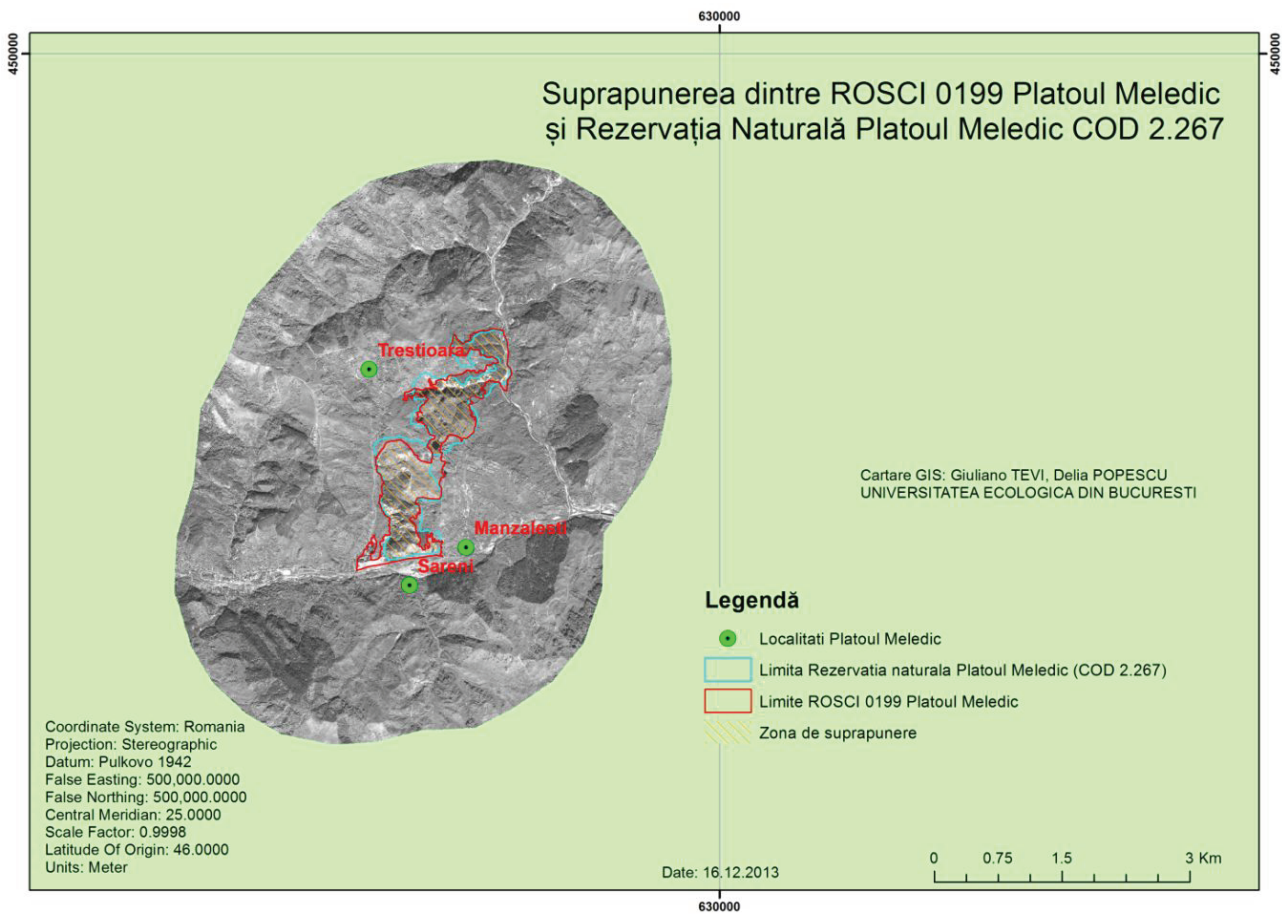 630000
450000
450000
Suprapunerea dintre ROSCI 0199 Platoul Meledic
și Rezervația Naturală Platoul Meledic COD 2.267
Trestioara
Cartare GIS: Giuliano TEVI, Delia POPESCU
UNIVERSITATEA ECOLOGICA DIN BUCURESTI
Manzalesti
Sareni
Legendă
Localitati Platoul Meledic
Limita Rezervatia naturala Platoul Meledic (COD 2.267)
Limite ROSCI 0199 Platoul Meledic
Zona de suprapunere
Coordinate System: Romania
Projection: Stereographic
Datum: Pulkovo 1942
False Easting: 500,000.0000
False Northing: 500,000.0000
Central Meridian: 25.0000
Scale Factor: 0.9998
Latitude Of Origin: 46.0000
Units: Meter
Date: 16.12.2013
0 0.75 1.5 3 Km
630000